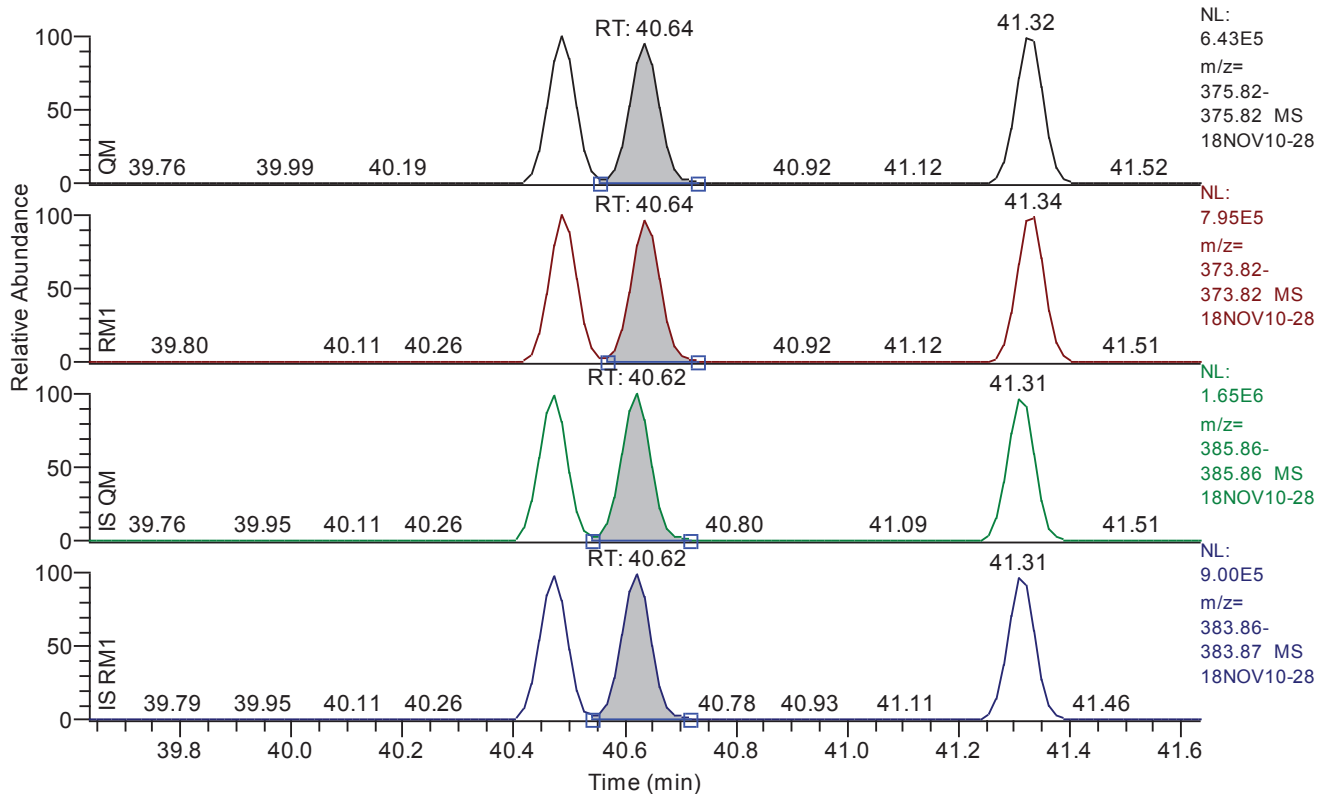 Relative Abundance
QM
100
50
0
RT: 40.64
41.32
39.76 39.99 40.19 40.92 41.12 41.52
NL:
6.43E5
m/z=
375.82-
375.82 MS
18NOV10-28
RM1
100
50
0
RT: 40.64
41.34
39.80 40.11 40.26 40.92 41.12 41.51
NL:
7.95E5
m/z=
373.82-
373.82 MS
18NOV10-28
IS QM
100
50
0
RT: 40.62
41.31
39.76 39.95 40.11 40.26 40.80 41.09 41.51
NL:
1.65E6
m/z=
385.86-
385.86 MS
18NOV10-28
IS RM1
100
50
0
RT: 40.62
41.31
39.79 39.95 40.11 40.26 40.78 40.93 41.11 41.46
NL:
9.00E5
m/z=
383.86-
383.87 MS
18NOV10-28
39.8 40.0 40.2 40.4 40.6 40.8 41.0 41.2 41.4 41.6
Time (min)